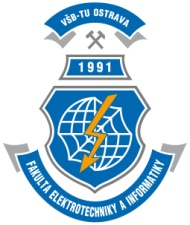 VŠB-TU OSTRAVA
1991
FAKULTA ELEKTROTECHNIKY A INFORMATIKY